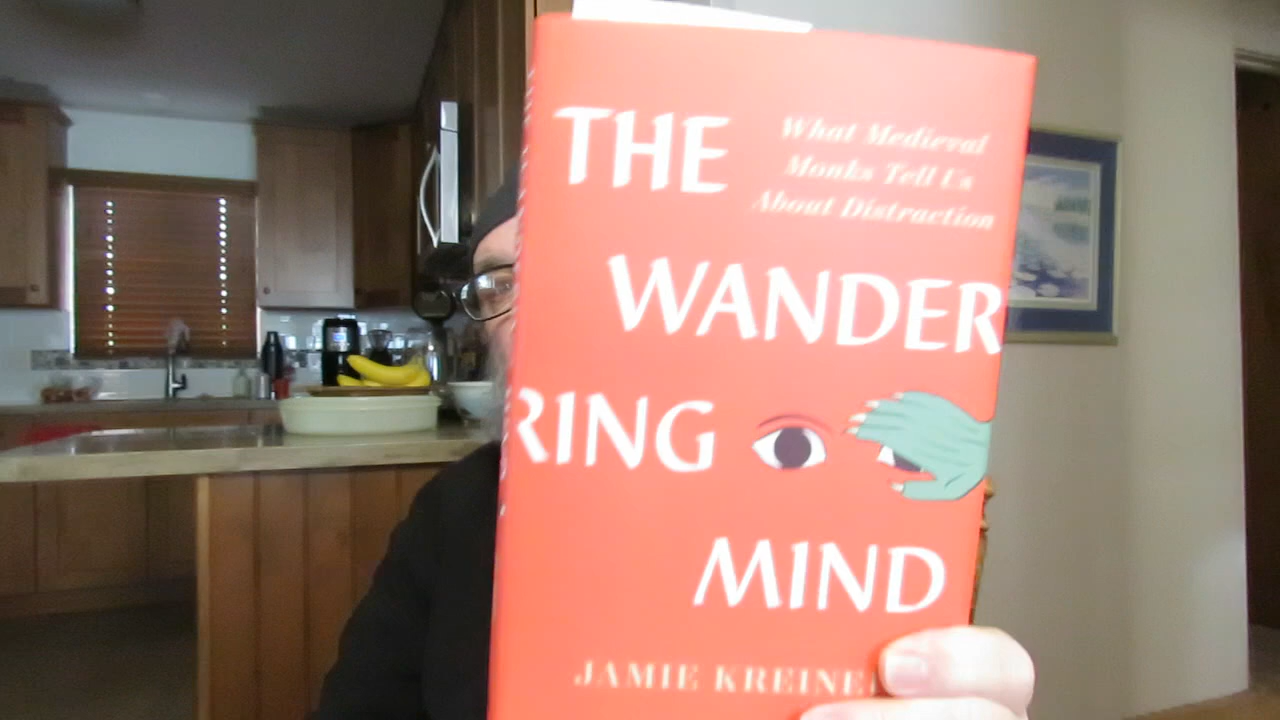 THE
What Medieval
Monks Tell Us
About Distraction
WANDER
RING
MIND
JAMIE KREINE